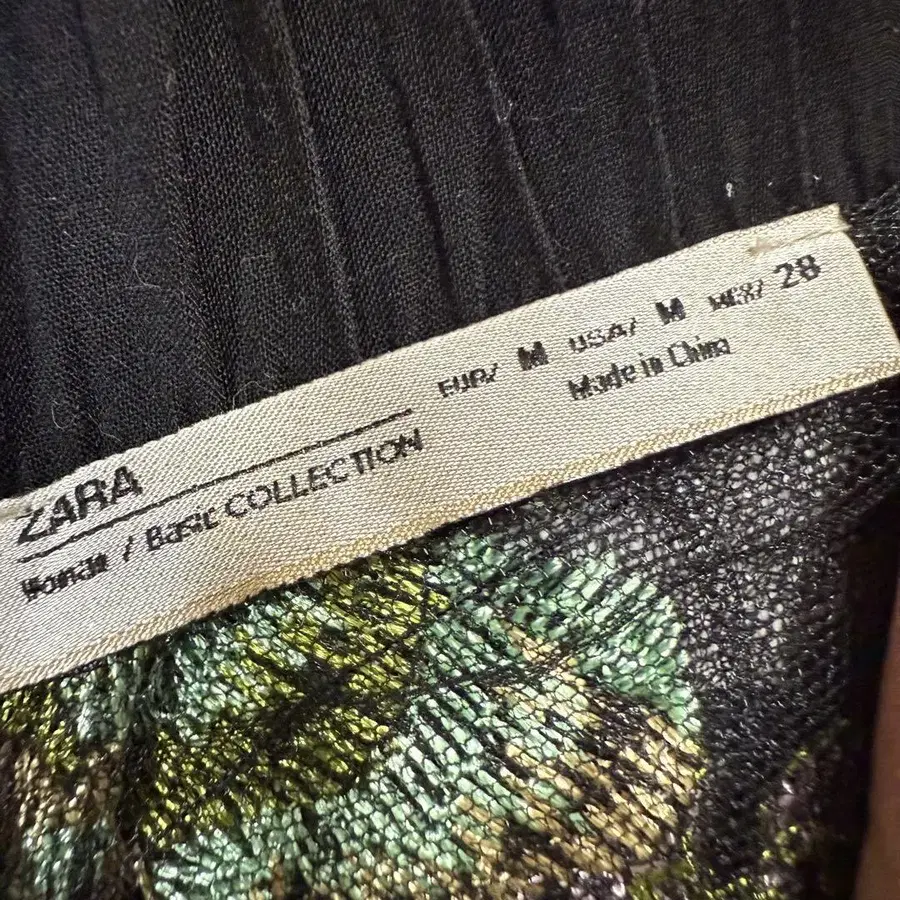 ZARA
Woman / Basic COLLECTION
EUR/ M USA/ M MEX/ 28
Made in China